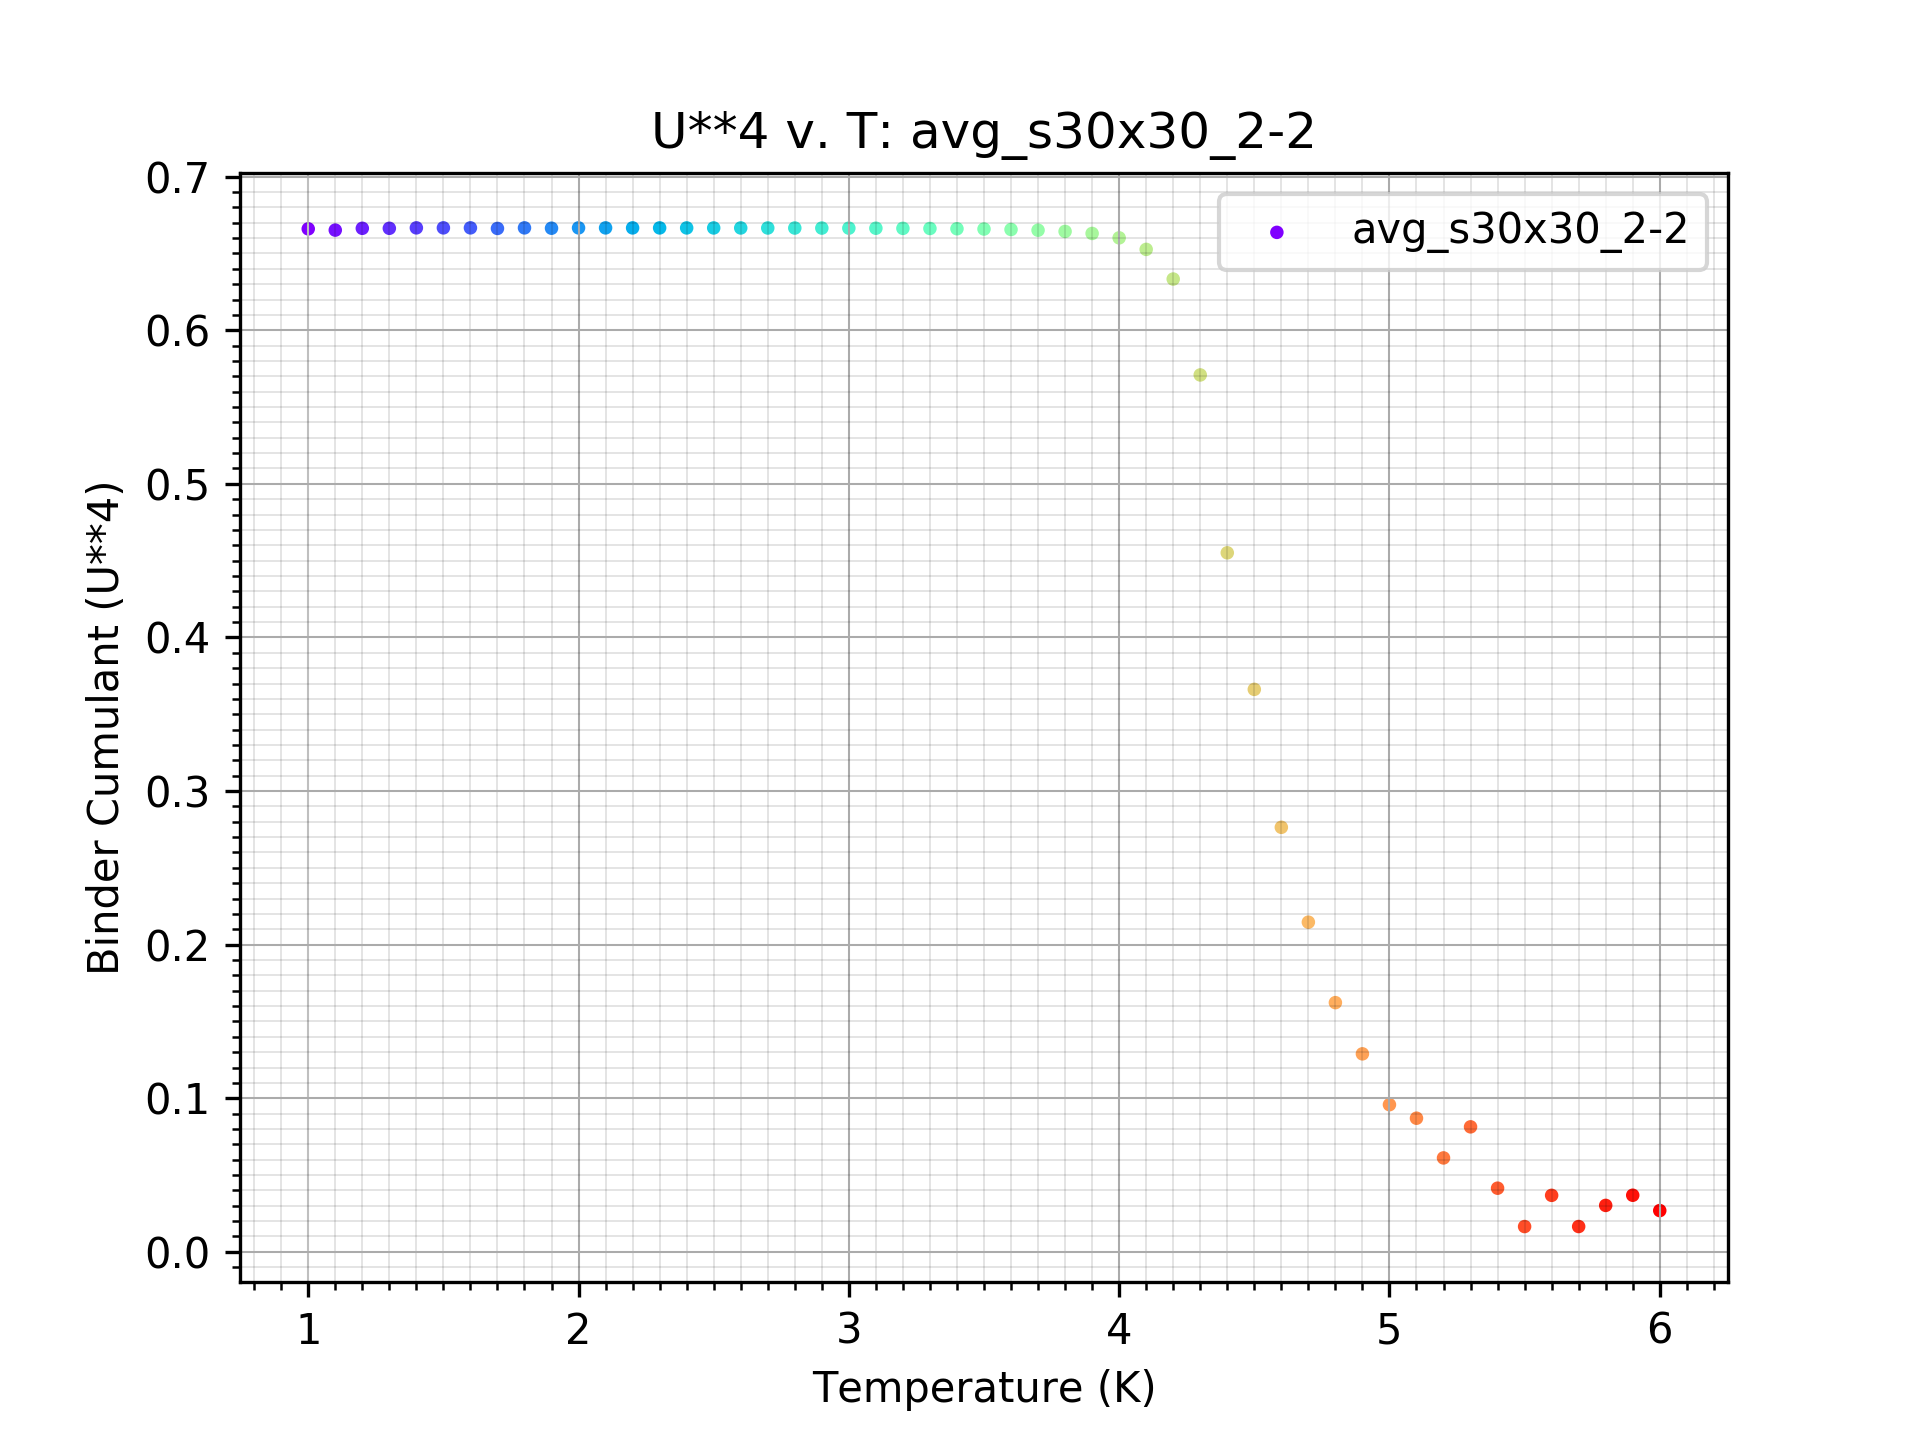 U**4 v. T: avg_s30x30_2-2
avg_s30x30_2-2
0.7
0.6
0.5
0.4
0.3
0.2
0.1
0.0
Binder Cumulant (U**4)
1 2 3 4 5 6
Temperature (K)